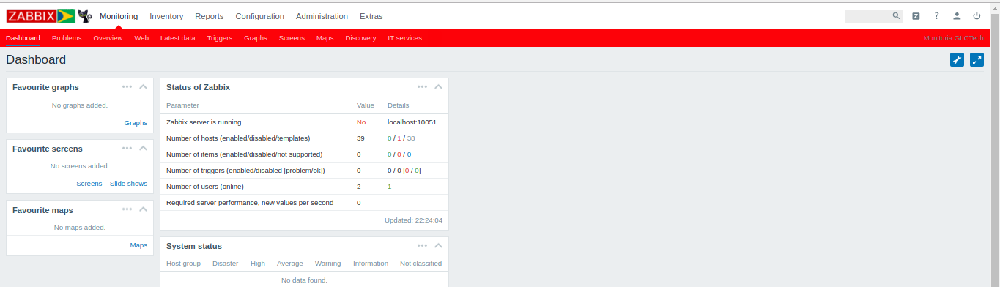 ZABBIX Monitoring Inventory Reports Configuration Administration Extras Z ?
Dashboard Problems Overview Web Latest data Triggers Graphs Screens Maps Discovery IT services Monitoria GLCTech
Dashboard
Favourite graphs
No graphs added.
Graphs
Favourite screens
No screens added.
Screens Slide shows
Favourite maps
No maps added.
Maps
Status of Zabbix
Parameter Value Details
Zabbix server is running No localhost:10051
Number of hosts (enabled/disabled/templates) 39 0 / 1 / 38
Number of items (enabled/disabled/not supported) 0 0 / 0 / 0
Number of triggers (enabled/disabled [problem/ok]) 0 0 / 0 [0 / 0]
Number of users (online) 2 1
Required server performance, new values per second 0
Updated: 22:24:04
System status
Host group Disaster High Average Warning Information Not classified
No data found.